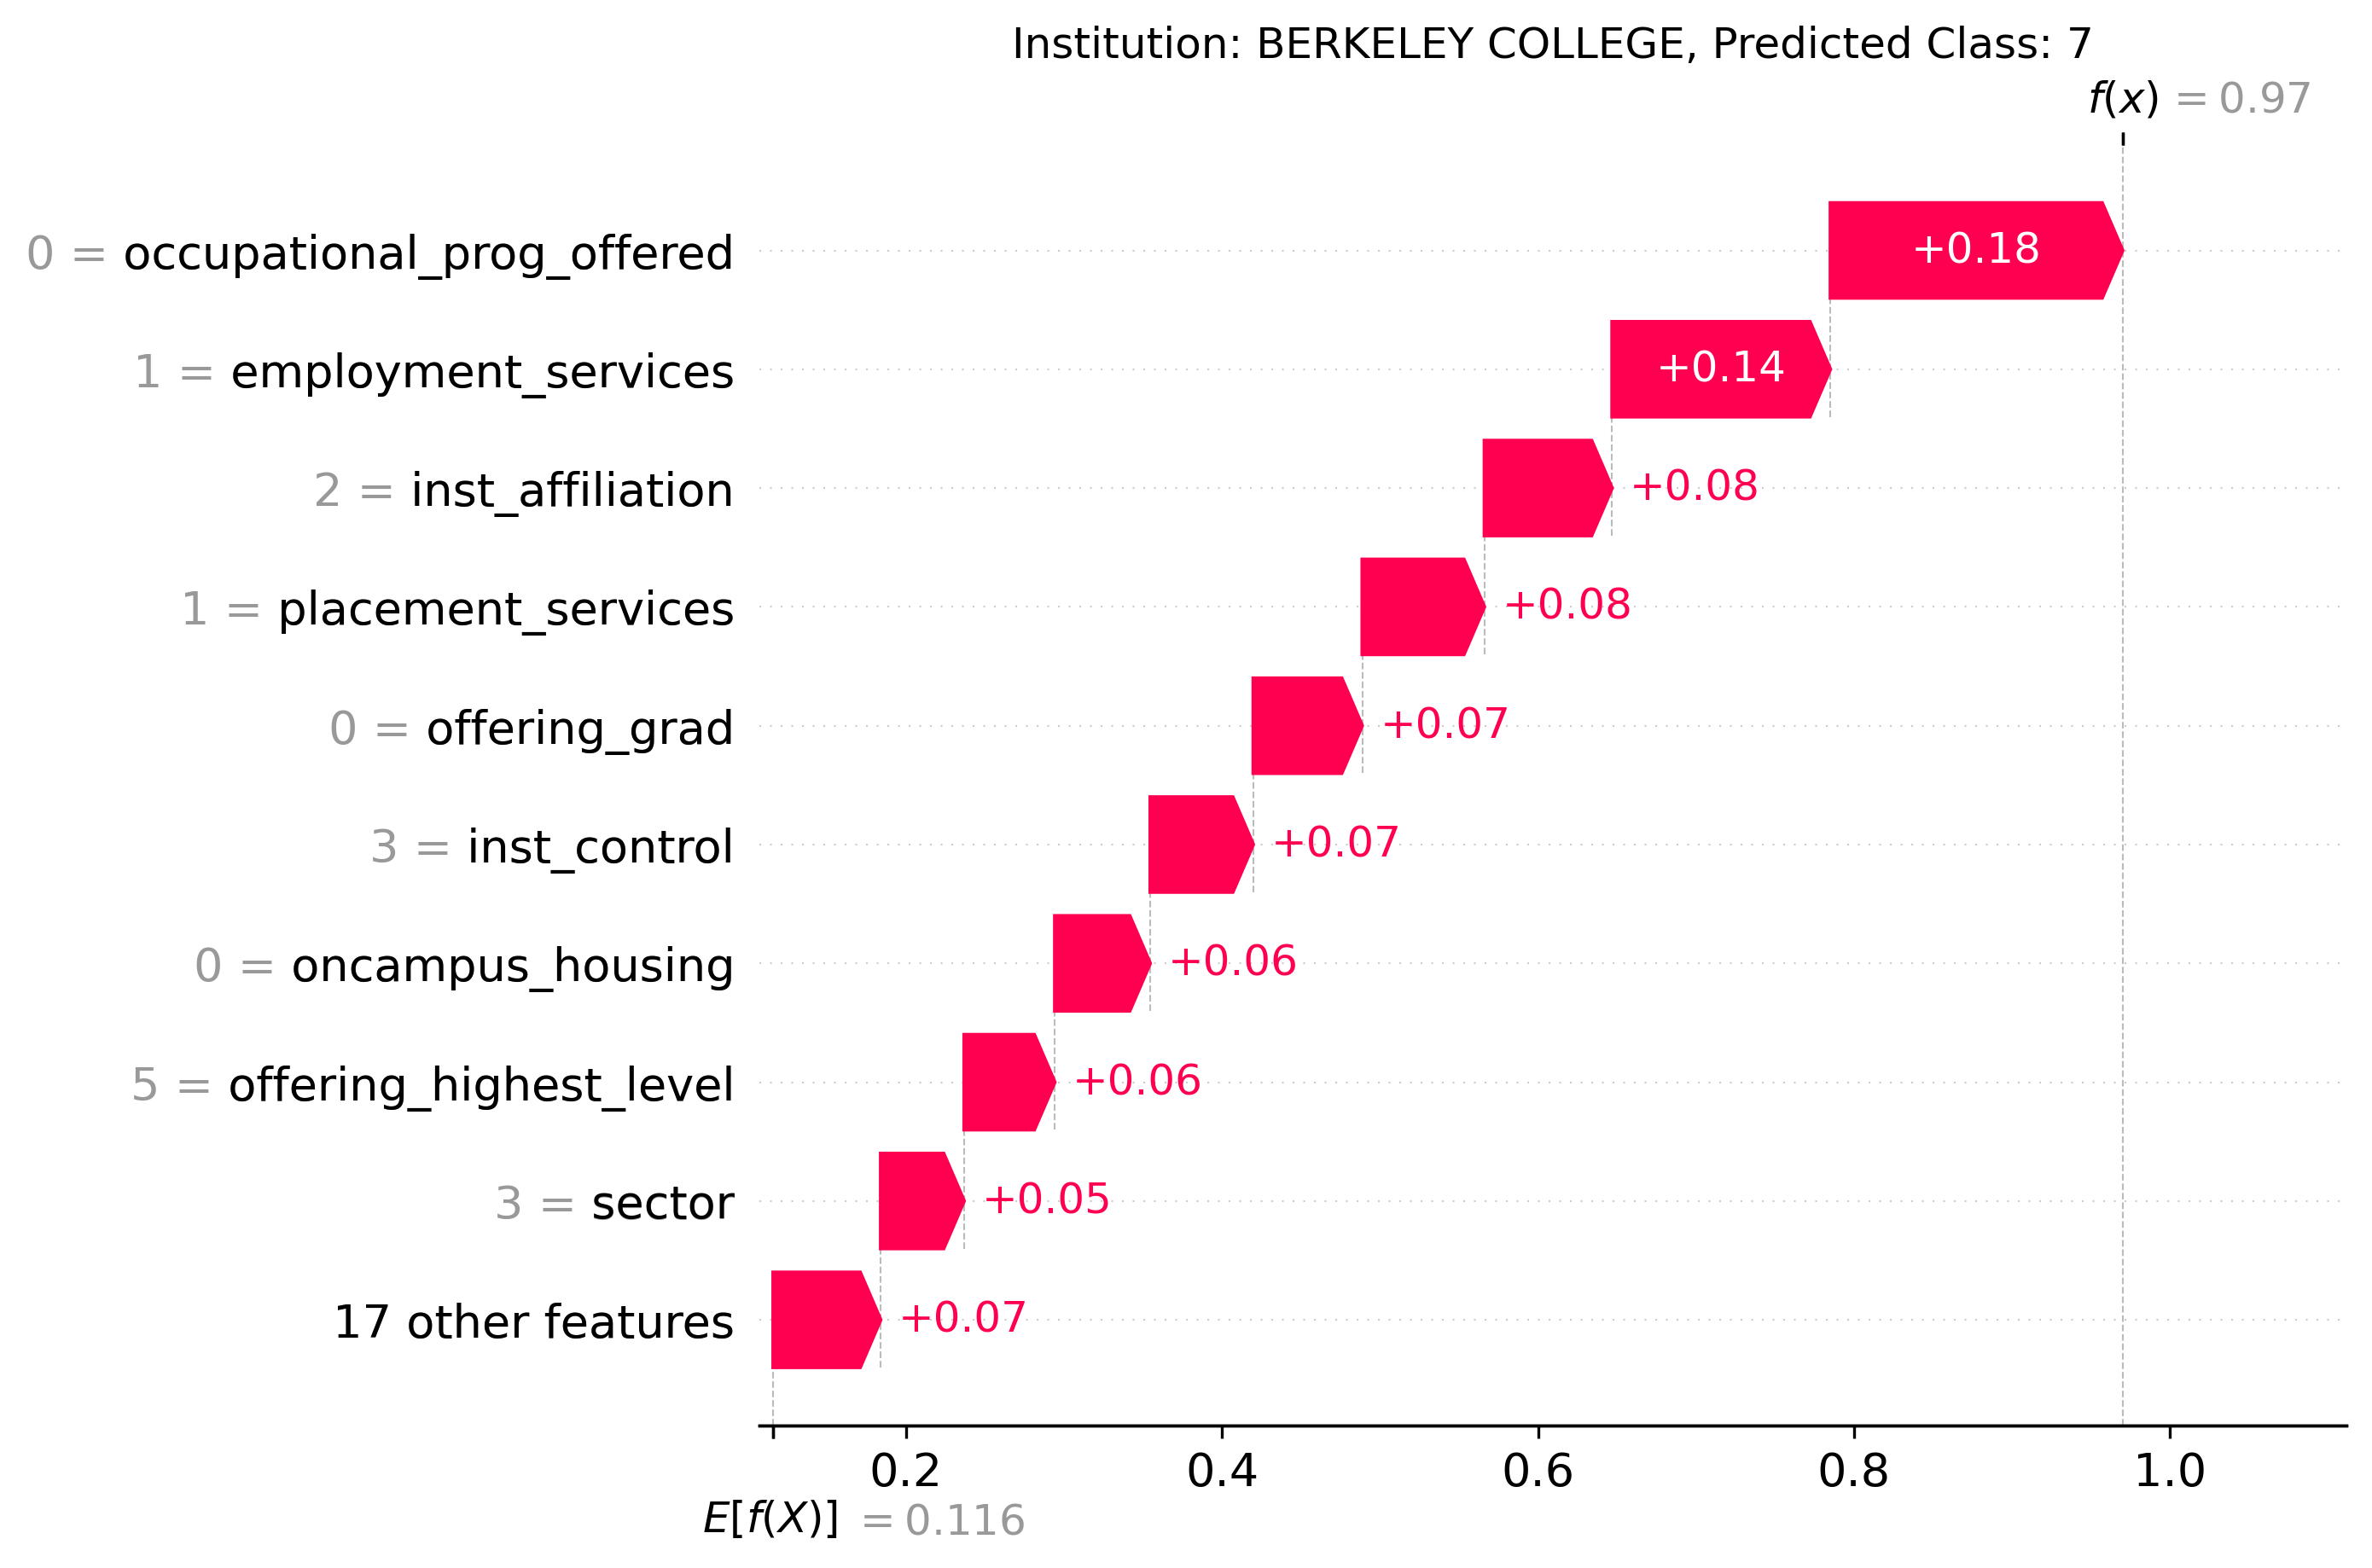 Institution: BERKELEY COLLEGE, Predicted Class: 7
f(x) = 0.97
0 = occupational_prog_offered +0.18
1 = employment_services +0.14
2 = inst_affiliation +0.08
1 = placement_services +0.08
0 = offering_grad +0.07
3 = inst_control +0.07
0 = oncampus_housing +0.06
5 = offering_highest_level +0.06
3 = sector +0.05
17 other features +0.07
0.2 0.4 0.6 0.8 1.0
E[f(X)] = 0.116